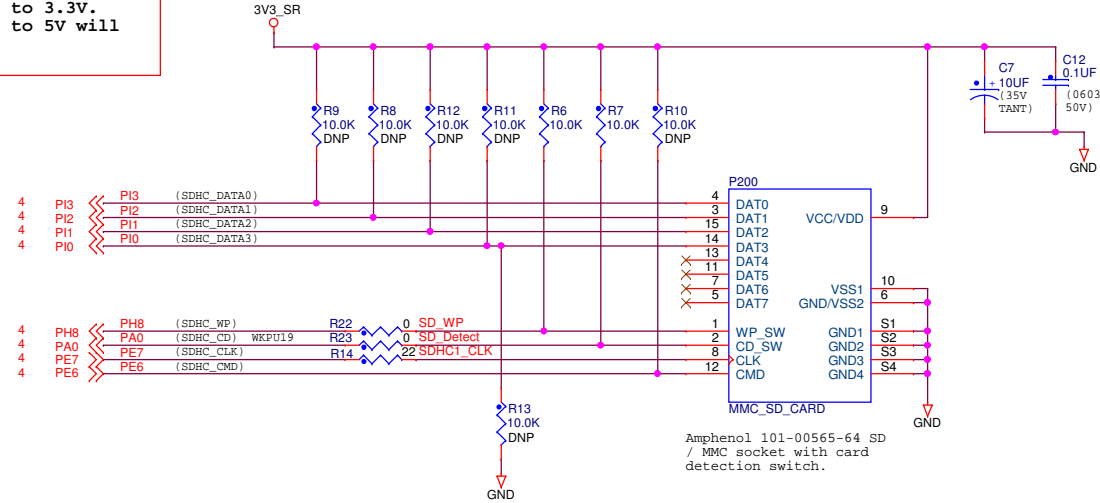 to 3.3V.
to 5V will
3V3_SR
R9
10.0K
DNP
R8
10.0K
DNP
R12
10.0K
DNP
R11
10.0K
DNP
R6
10.0K
R7
10.0K
R10
10.0K
DNP
C7
+ 10UF
(35V
TANT)
C12
0.1UF
(0603
50V)
GND
4 PI3 PI3 (SDHC_DATA0)
4 PI2 PI2 (SDHC_DATA1)
4 PI1 PI1 (SDHC_DATA2)
4 PI0 PI0 (SDHC_DATA3)
4 PH8 PH8 (SDHC_WP) R22 0 SD_WP
4 PA0 PA0 (SDHC_CD) WKPU19 R23 0 SD_Detect
4 PE7 PE7 (SDHC_CLK) R14 22 SDHC1_CLK
4 PE6 PE6 (SDHC_CMD)
P200
4 DAT0
3 DAT1 VCC/VDD 9
15 DAT2
14 DAT3
13 DAT4
11 DAT5
7 DAT6 VSS1 10
5 DAT7 GND/VSS2 6
1 WP_SW GND1 S1
2 CD_SW GND2 S2
8 CLK GND3 S3
12 CMD GND4 S4
MMC_SD_CARD
GND
R13
10.0K
DNP
GND
Amphenol 101-00565-64 SD
/ MMC socket with card
detection switch.